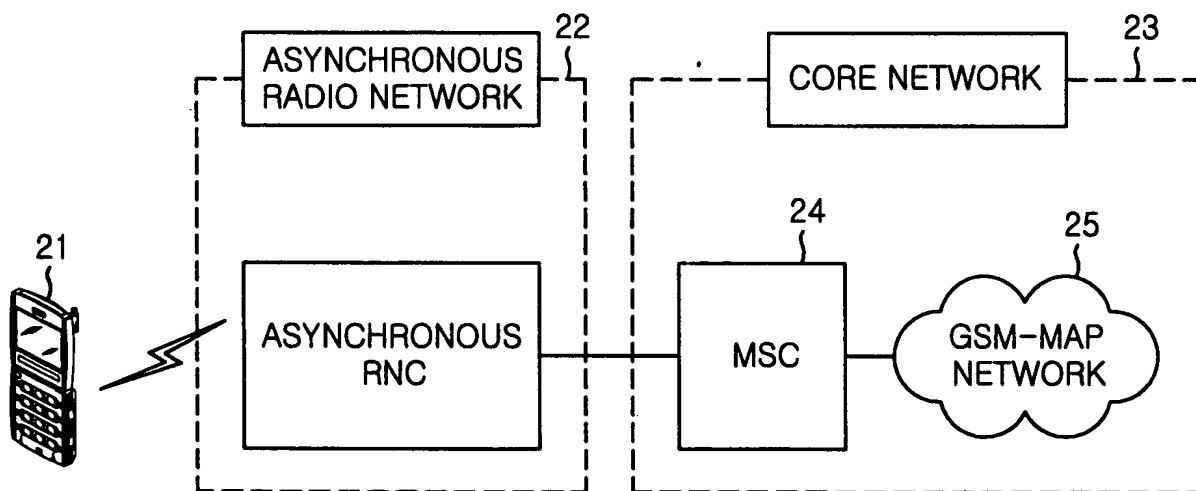 22
23
ASYNCHRONOUS
RADIO NETWORK
CORE NETWORK
21
24
25
ASYNCHRONOUS
RNC
MSC
GSM-MAP
NETWORK